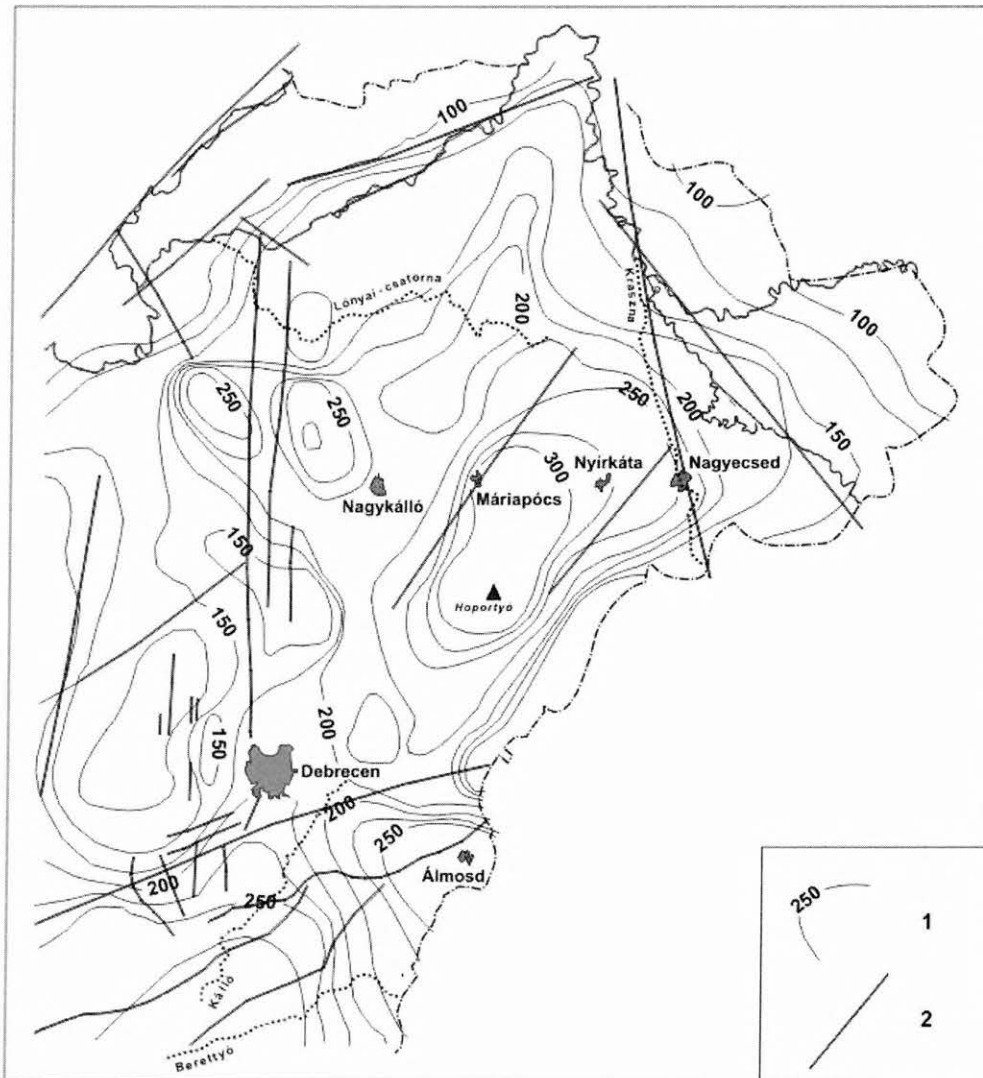 100
100
Lónyai-csatorna
200
Kraszna
100
250
250
250
200
150
300
Nyírkáta
Nagyecsed
Nagykálló
Máriapócs
150
Hoportyó
150
200
150
Debrecen
200
250
Álmosd
200
250
250
1
Kálló
2
Berettyó